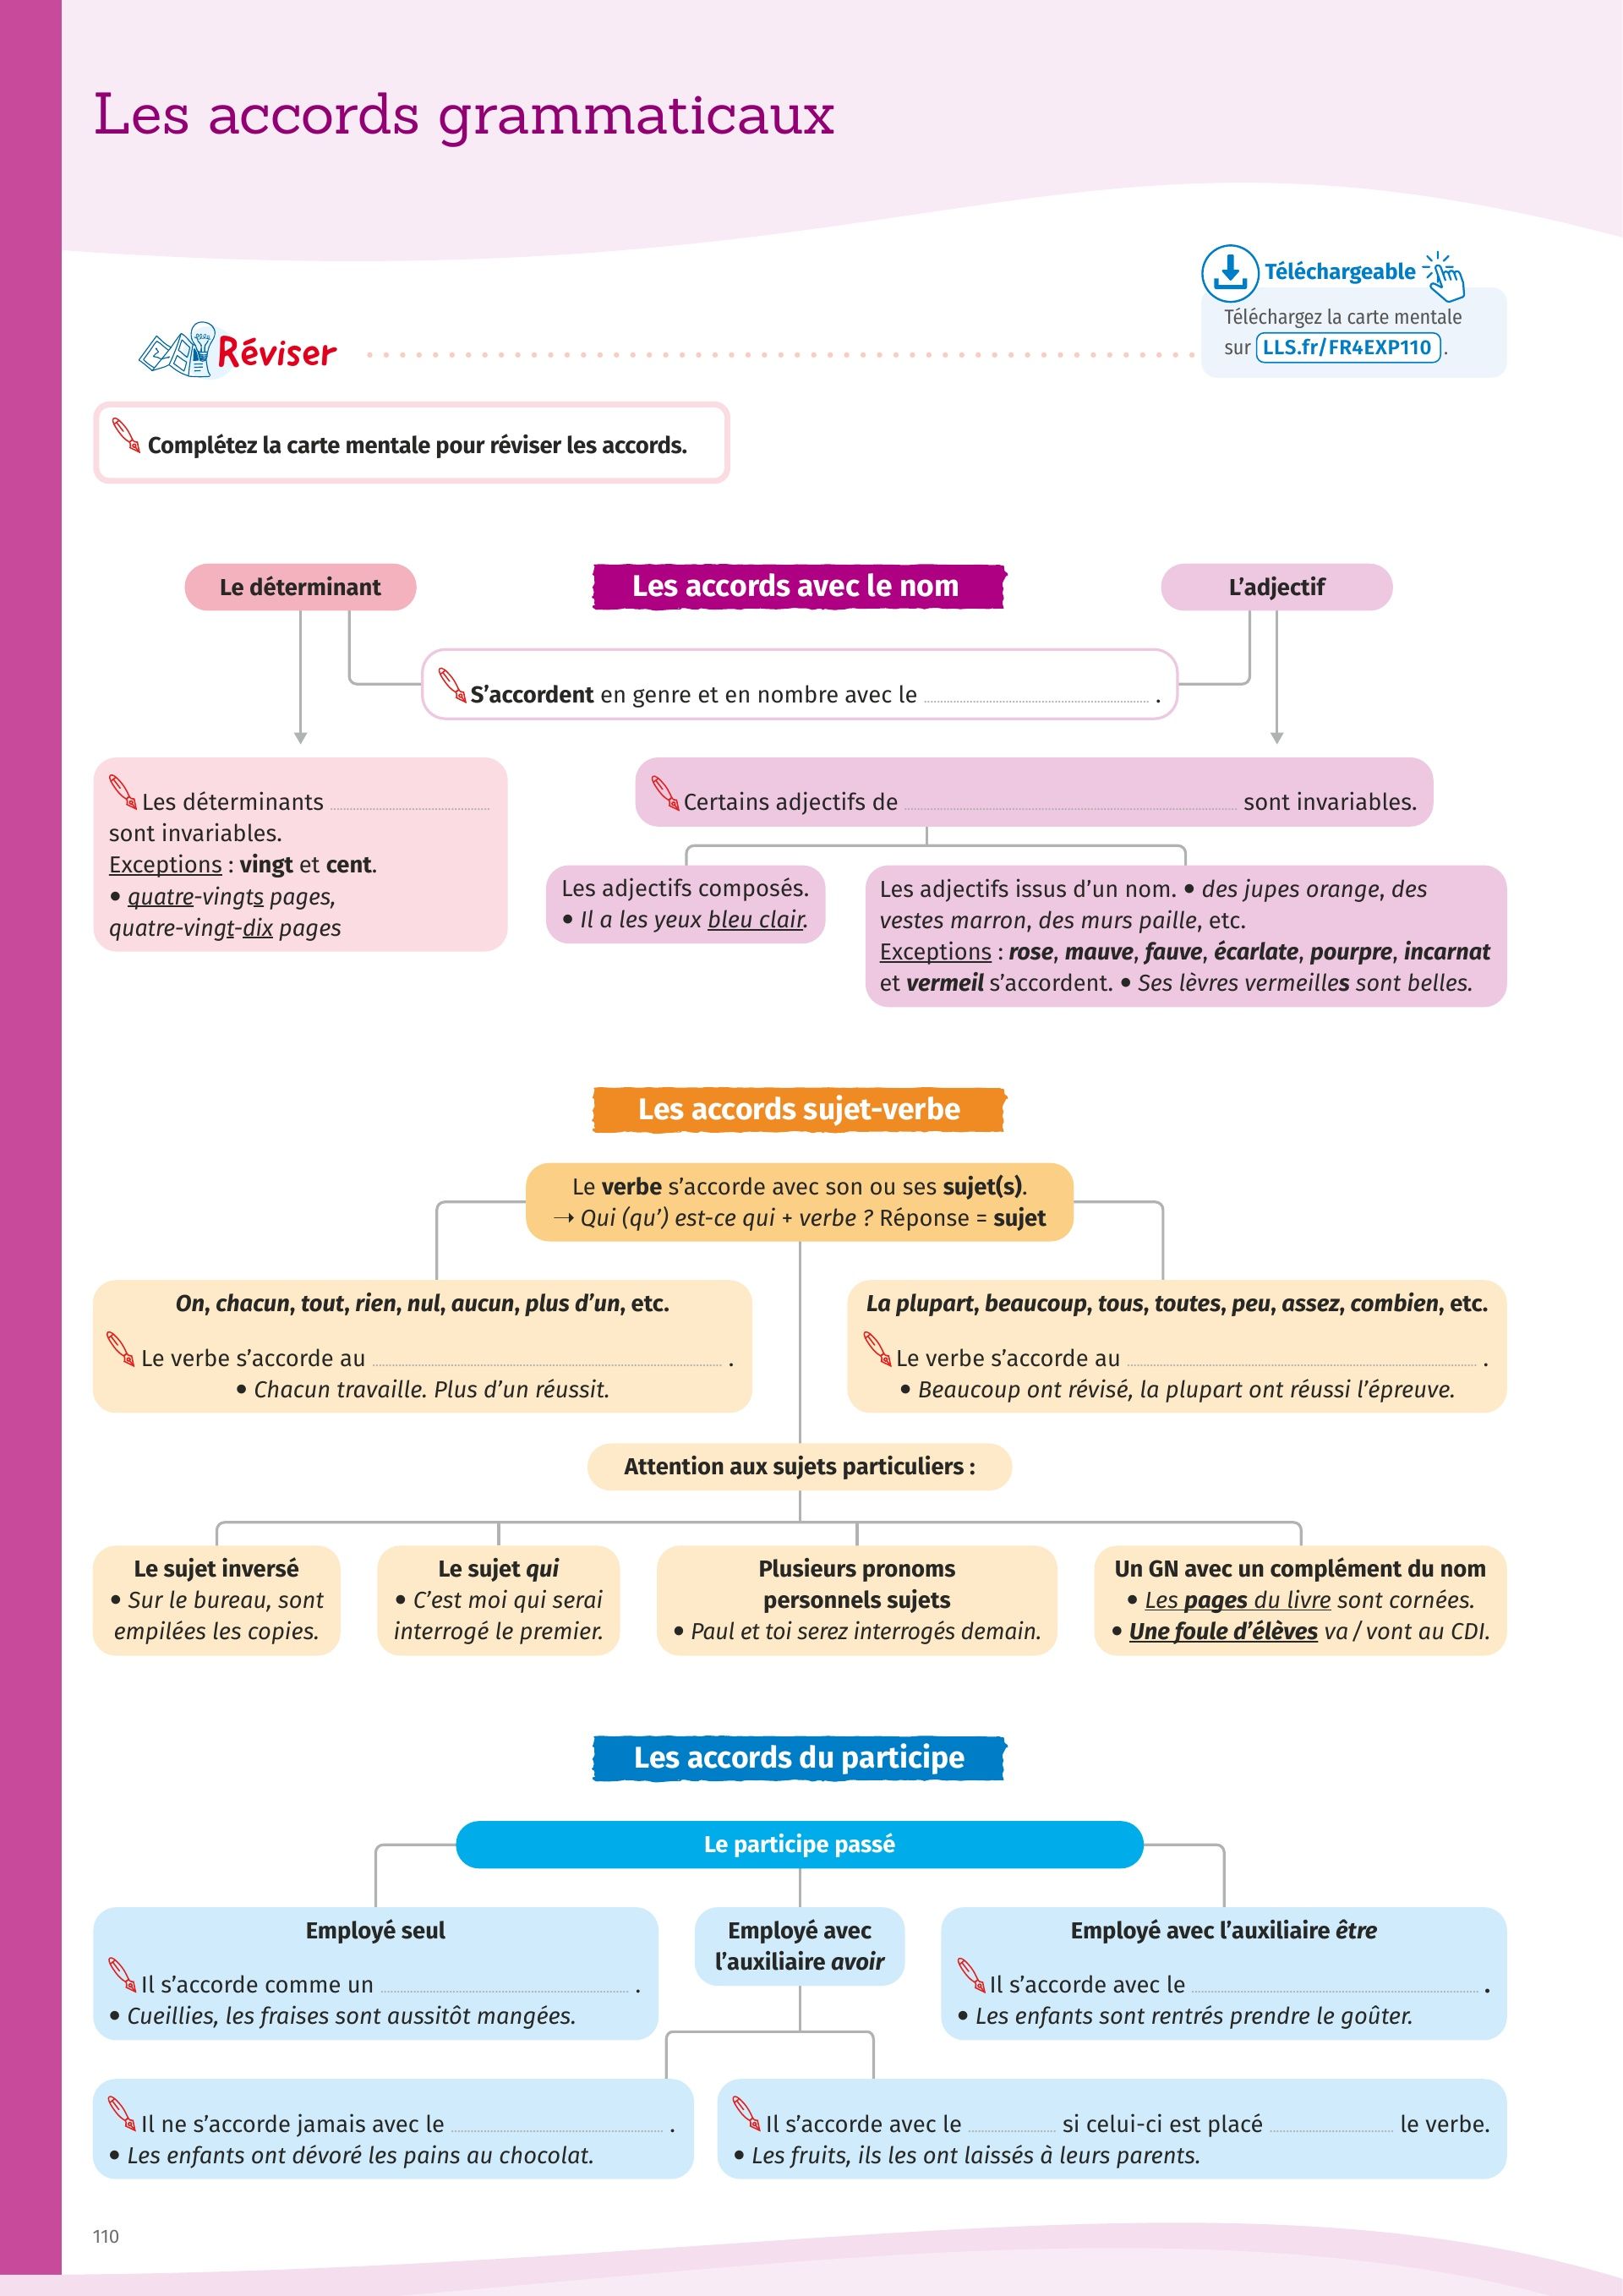 Les accords grammaticaux
Téléchargeable
Téléchargez la carte mentale
sur LLS.fr/FR4EXP110 .
Réviser
Complétez la carte mentale pour réviser les accords.
Le déterminant
Les accords avec le nom
L’adjectif
S’accordent en genre et en nombre avec le .................... .
Les déterminants ....................
sont invariables.
Exceptions : vingt et cent.
• quatre-vingts pages,
quatre-vingt-dix pages
Certains adjectifs de .................... sont invariables.
Les adjectifs composés.
• Il a les yeux bleu clair.
Les adjectifs issus d’un nom. • des jupes orange, des
vestes marron, des murs paille, etc.
Exceptions : rose, mauve, fauve, écarlate, pourpre, incarnat
et vermeil s’accordent. • Ses lèvres vermeilles sont belles.
Les accords sujet-verbe
Le verbe s’accorde avec son ou ses sujet(s).
→ Qui (qu’) est-ce qui + verbe ? Réponse = sujet
On, chacun, tout, rien, nul, aucun, plus d’un, etc.
Le verbe s’accorde au .................... .
• Chacun travaille. Plus d’un réussit.
La plupart, beaucoup, tous, toutes, peu, assez, combien, etc.
Le verbe s’accorde au .................... .
• Beaucoup ont révisé, la plupart ont réussi l’épreuve.
Attention aux sujets particuliers :
Le sujet inversé
• Sur le bureau, sont
empilées les copies.
Le sujet qui
• C’est moi qui serai
interrogé le premier.
Plusieurs pronoms
personnels sujets
• Paul et toi serez interrogés demain.
Un GN avec un complément du nom
• Les pages du livre sont cornées.
• Une foule d’élèves va / vont au CDI.
Les accords du participe
Le participe passé
Employé seul
Il s’accorde comme un .................... .
• Cueillies, les fraises sont aussitôt mangées.
Employé avec
l’auxiliaire avoir
Employé avec l’auxiliaire être
Il s’accorde avec le .................... .
• Les enfants sont rentrés prendre le goûter.
Il ne s’accorde jamais avec le .................... .
• Les enfants ont dévoré les pains au chocolat.
Il s’accorde avec le .......... si celui-ci est placé .......... le verbe.
• Les fruits, ils les ont laissés à leurs parents.
110